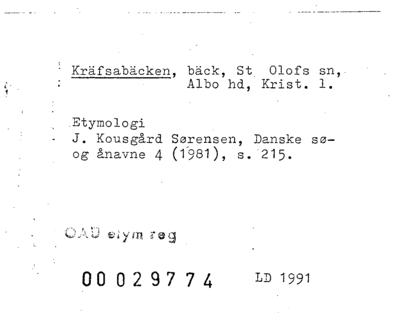 Kräfsabäcken, bäck, St Olofs sn,
Albo hd, Krist. l.
Etymologi
J. Kousgård Sørensen, Danske sø-
og ånavne 4 (1981), s. 215.
OAU etym reg
00029774 LD 1991